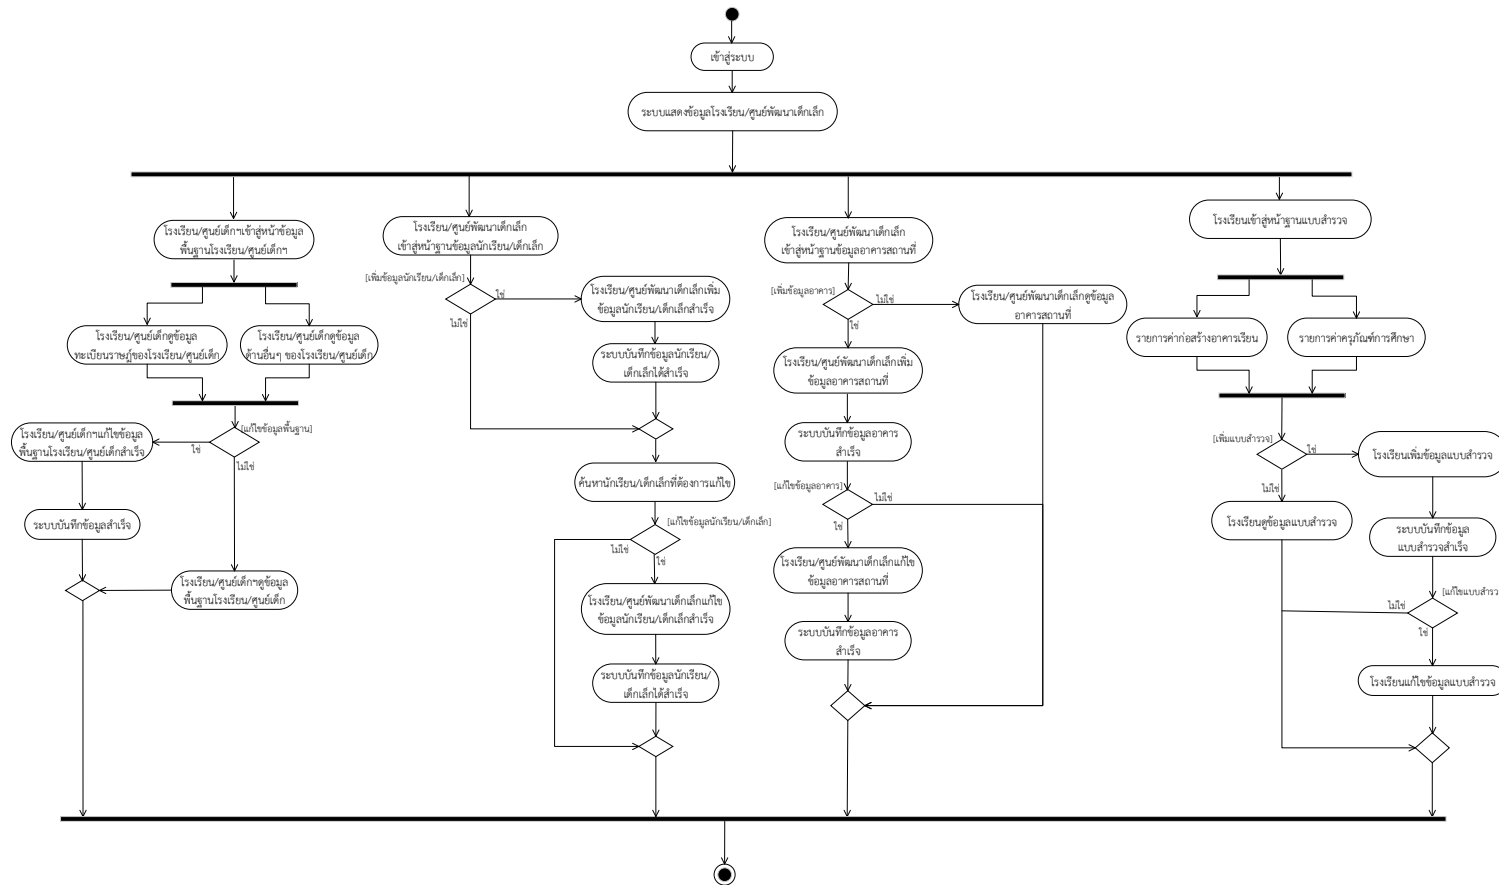 เข้าสู่ระบบ
ระบบแสดงข้อมูลโรงเรียน/ศูนย์พัฒนาเด็กเล็ก
โรงเรียน/ศูนย์เด็กฯเข้าสู่หน้าข้อมูล
พื้นฐานโรงเรียน/ศูนย์เด็กฯ
โรงเรียน/ศูนย์เด็กดูข้อมูล
ทะเบียนราษฎ์ของโรงเรียน/ศูนย์เด็ก
โรงเรียน/ศูนย์เด็กดูข้อมูล
ด้านอื่นๆ ของโรงเรียน/ศูนย์เด็ก
[แก้ไขข้อมูลพื้นฐาน]
ใช่
ไม่ใช่
โรงเรียน/ศูนย์เด็กฯแก้ไขข้อมูล
พื้นฐานโรงเรียน/ศูนย์เด็กสำเร็จ
ระบบบันทึกข้อมูลสำเร็จ
โรงเรียน/ศูนย์เด็กฯดูข้อมูล
พื้นฐานโรงเรียน/ศูนย์เด็ก
โรงเรียน/ศูนย์พัฒนาเด็กเล็ก
เข้าสู่หน้าฐานข้อมูลนักเรียน/เด็กเล็ก
[เพิ่มข้อมูลนักเรียน/เด็กเล็ก]
ใช่
ไม่ใช่
โรงเรียน/ศูนย์พัฒนาเด็กเล็กเพิ่ม
ข้อมูลนักเรียน/เด็กเล็กสำเร็จ
ระบบบันทึกข้อมูลนักเรียน/
เด็กเล็กได้สำเร็จ
ค้นหานักเรียน/เด็กเล็กที่ต้องการแก้ไข
[แก้ไขข้อมูลนักเรียน/เด็กเล็ก]
ไม่ใช่
ใช่
โรงเรียน/ศูนย์พัฒนาเด็กเล็กแก้ไข
ข้อมูลนักเรียน/เด็กเล็กสำเร็จ
ระบบบันทึกข้อมูลนักเรียน/
เด็กเล็กได้สำเร็จ
โรงเรียน/ศูนย์พัฒนาเด็กเล็ก
เข้าสู่หน้าฐานข้อมูลอาคารสถานที่
[เพิ่มข้อมูลอาคาร]
ไม่ใช่
ใช่
โรงเรียน/ศูนย์พัฒนาเด็กเล็กดูข้อมูล
อาคารสถานที่
โรงเรียน/ศูนย์พัฒนาเด็กเล็กเพิ่ม
ข้อมูลอาคารสถานที่
ระบบบันทึกข้อมูลอาคาร
สำเร็จ
[แก้ไขข้อมูลอาคาร]
ไม่ใช่
ใช่
โรงเรียน/ศูนย์พัฒนาเด็กเล็กแก้ไข
ข้อมูลอาคารสถานที่
ระบบบันทึกข้อมูลอาคาร
สำเร็จ
โรงเรียนเข้าสู่หน้าฐานแบบสำรวจ
รายการค่าก่อสร้างอาคารเรียน
รายการค่าครุภัณฑ์การศึกษา
[เพิ่มแบบสำรวจ]
ใช่
ไม่ใช่
โรงเรียนเพิ่มข้อมูลแบบสำรวจ
โรงเรียนดูข้อมูลแบบสำรวจ
ระบบบันทึกข้อมูล
แบบสำรวจสำเร็จ
[แก้ไขแบบสำรว
ไม่ใช่
ใช่
โรงเรียนแก้ไขข้อมูลแบบสำรวจ